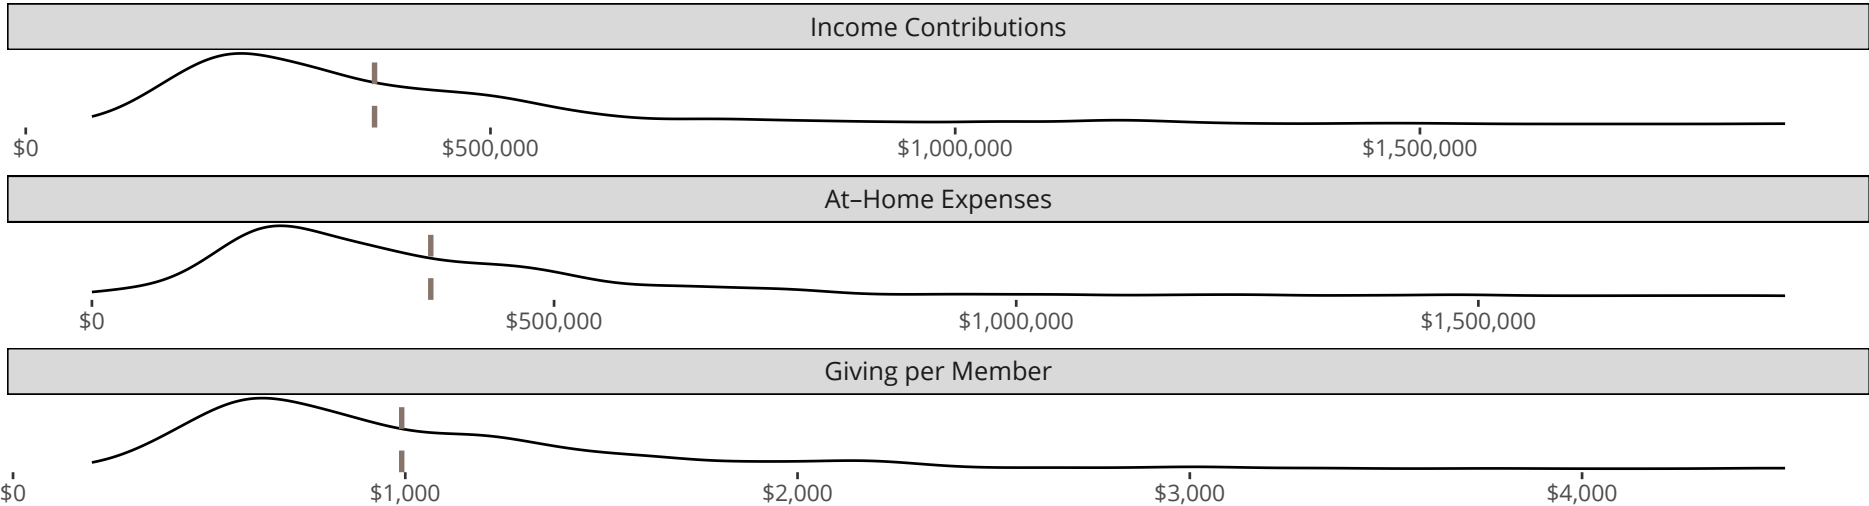 Income Contributions
$0 $500,000 $1,000,000 $1,500,000
At–Home Expenses
$0 $500,000 $1,000,000 $1,500,000
Giving per Member
$0 $1,000 $2,000 $3,000 $4,000